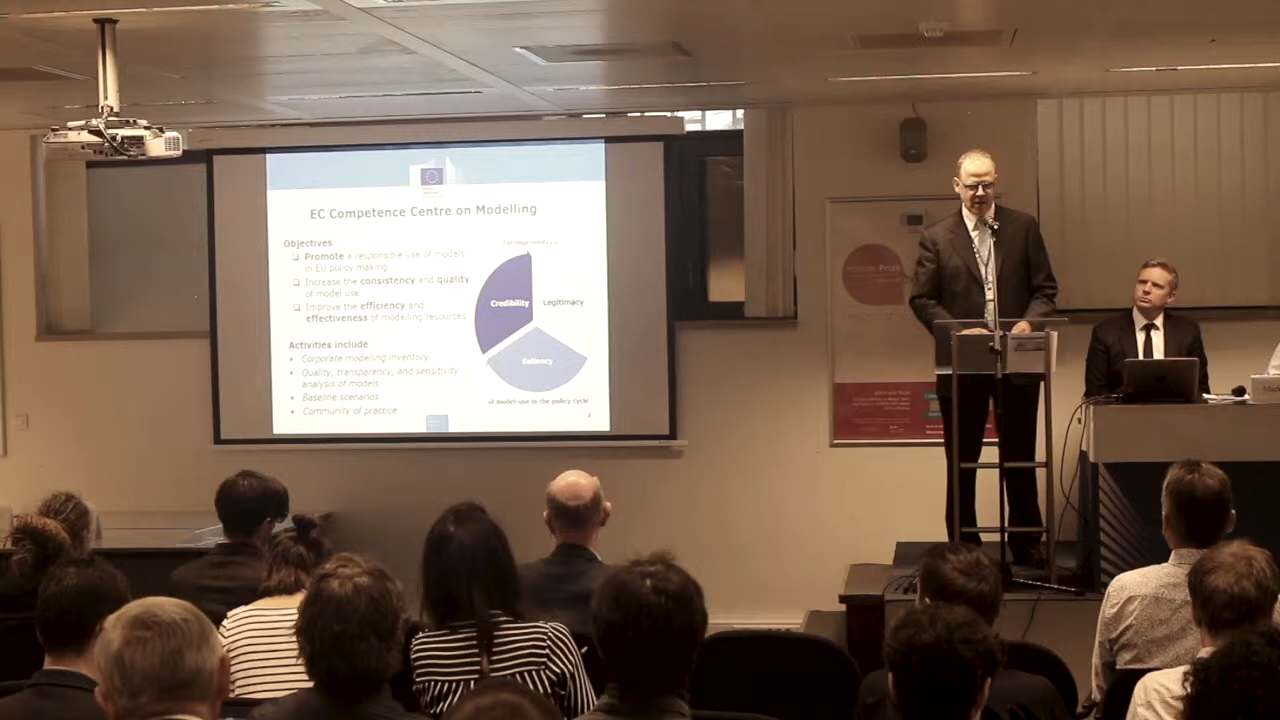 EC Competence Centre on Modelling
Objectives
Promote a responsible use of models
in EU policy making
Increase the consistency and quality
of model use
Improve the efficiency and
effectiveness of modelling resources
Activities include
Corporate modelling inventory
Quality, transparency, and sensitivity
analysis of models
Baseline scenarios
Community of practice
Credibility
Legitimacy
Saliency
of model use in the policy cycle
Prize